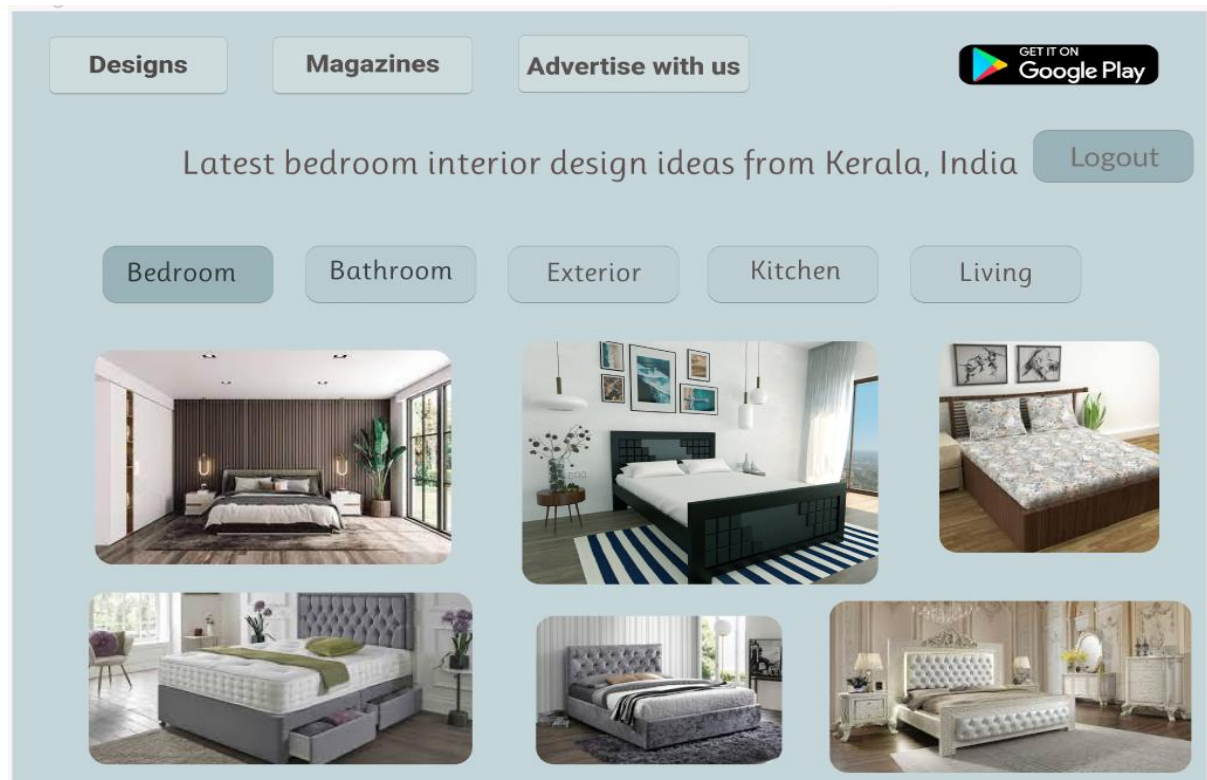 Designs
Magazines
Advertise with us
GET IT ON
Google Play
Latest bedroom interior design ideas from Kerala, India
Logout
Bedroom
Bathroom
Exterior
Kitchen
Living